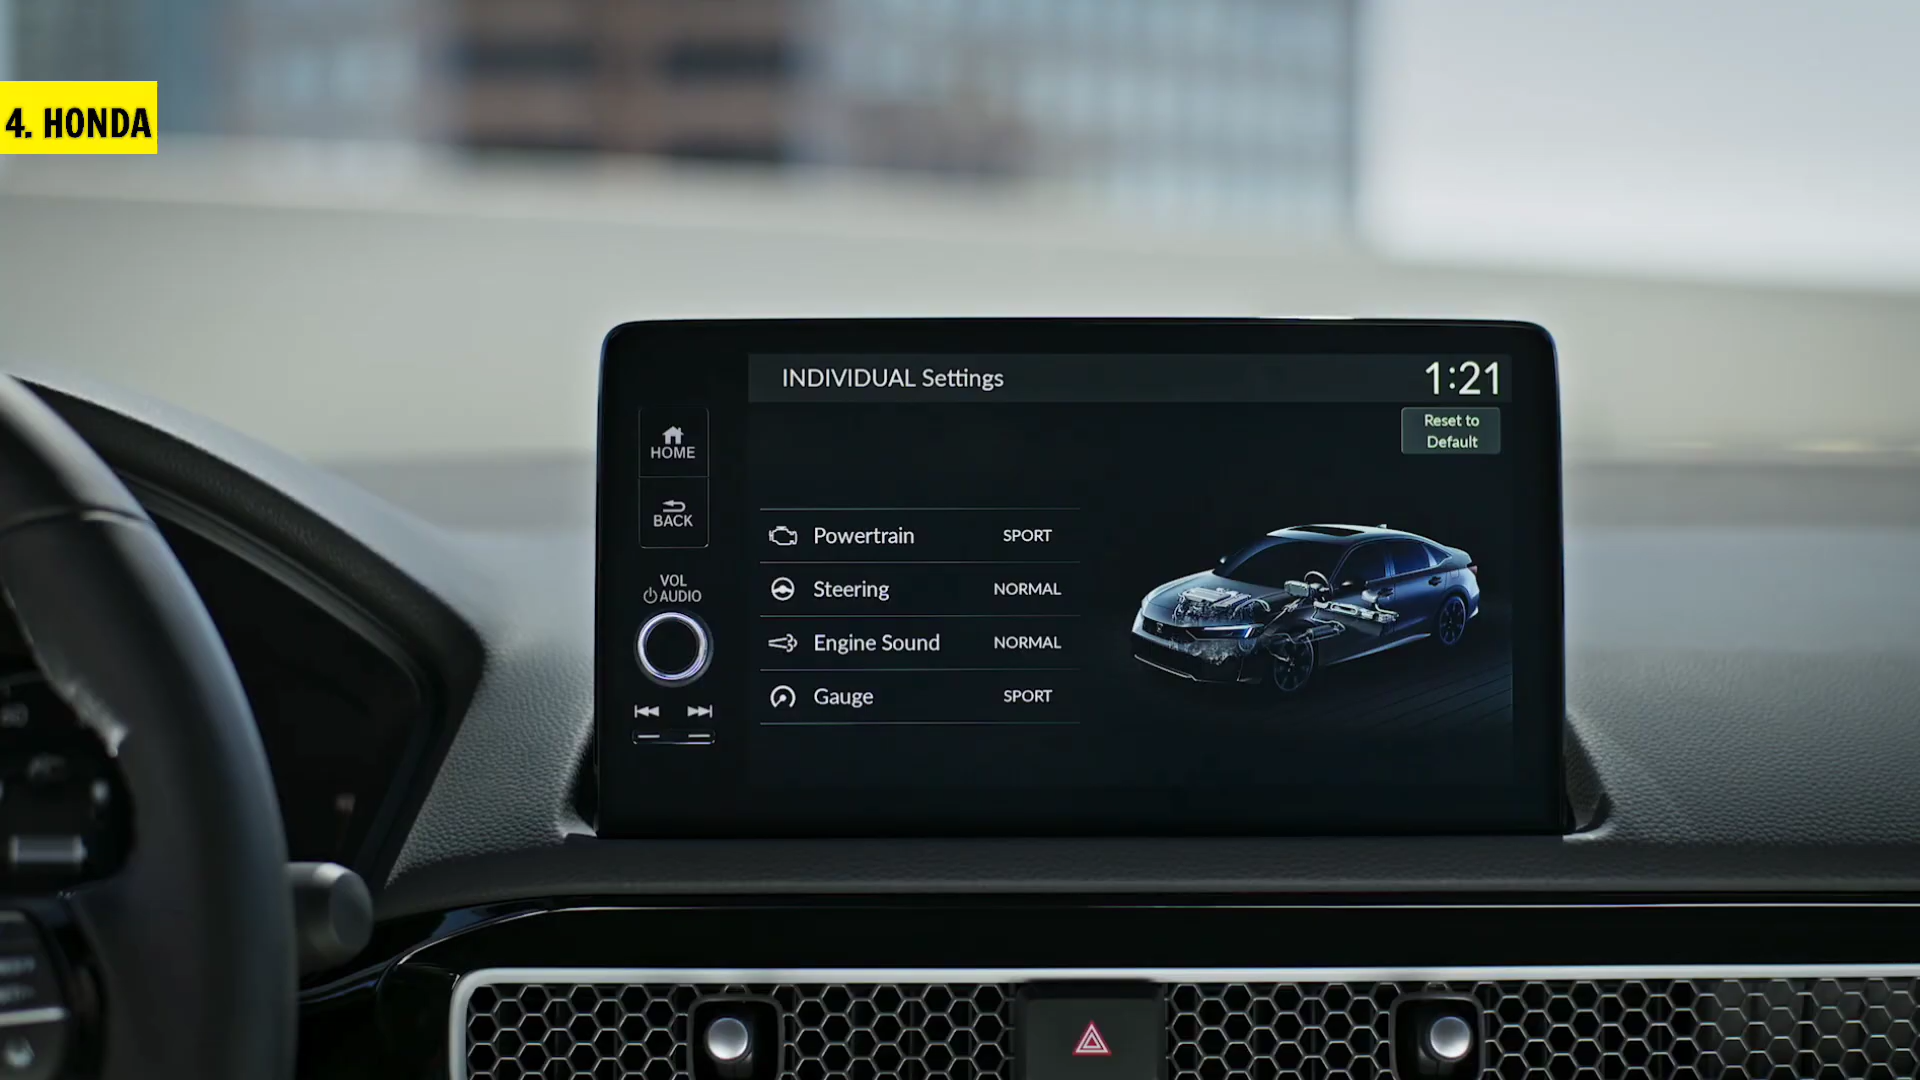 4. HONDA
INDIVIDUAL Settings
1:21
Reset to
Default
HOME
BACK
VOL
AUDIO
Powertrain SPORT
Steering NORMAL
Engine Sound NORMAL
Gauge SPORT